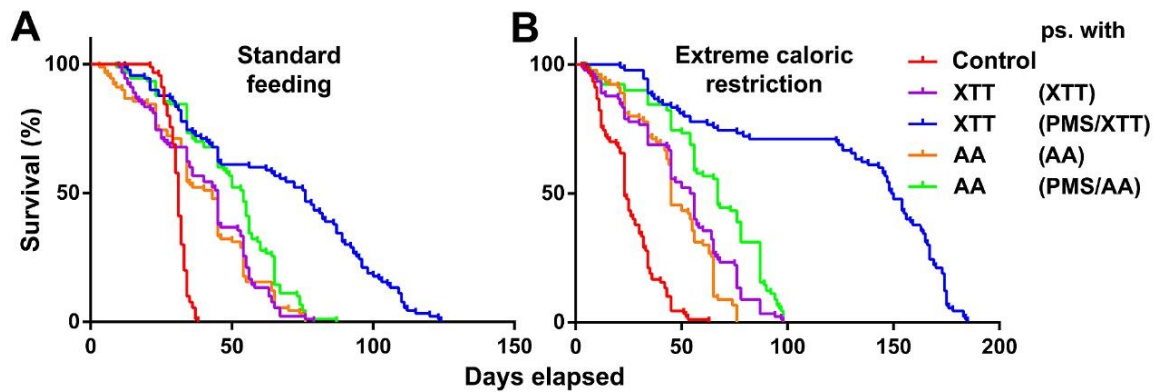 A
Standard
feeding
B
Extreme caloric
restriction
ps. with
Control
XTT (XTT)
XTT (PMS/XTT)
AA (AA)
AA (PMS/AA)
Survival (%)
100
50
0
0 50 100 150
100
50
0
0 50 100 150 200
Days elapsed